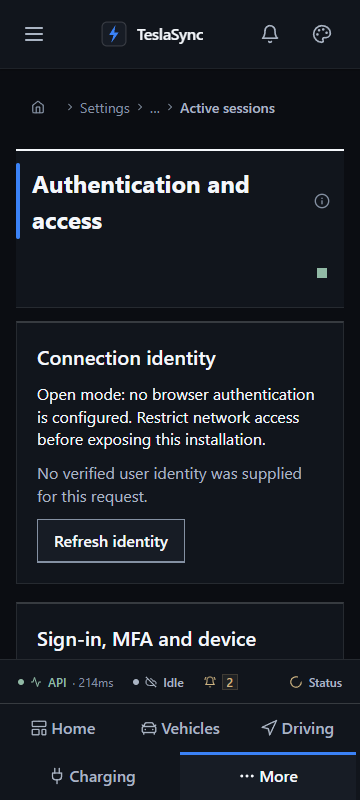 TeslaSync
Settings
...
Active sessions
Authentication and
access
Connection identity
Open mode: no browser authentication
is configured. Restrict network access
before exposing this installation.
No verified user identity was supplied
for this request.
Refresh identity
Sign-in, MFA and device
API · 214ms
Idle
2
Status
Home
Vehicles
Driving
Charging
More